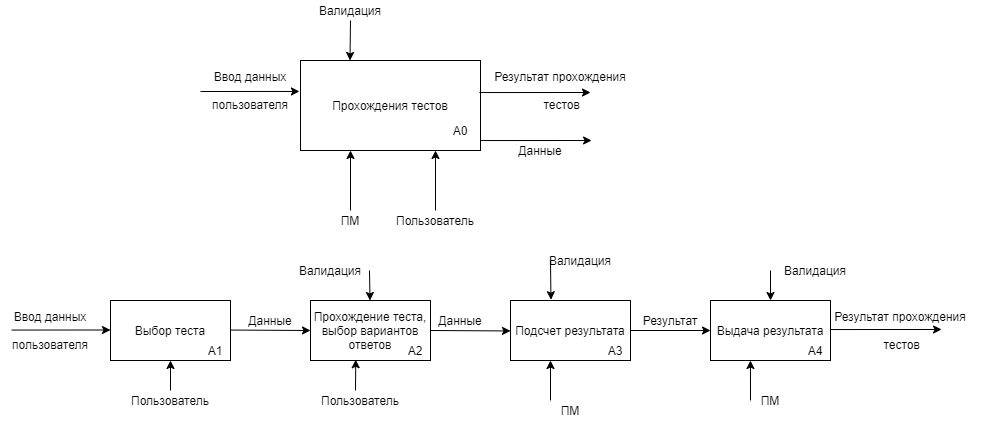 Валидация
Ввод данных
пользователя
Прохождения тестов
A0
Результат прохождения
тестов
Данные
ПМ
Пользователь
Ввод данных
пользователя
Выбор теста
A1
Пользователь
Данные
Валидация
Прохождение теста,
выбор вариантов
ответов
A2
Пользователь
Данные
Валидация
Подсчет результата
A3
ПМ
Результат
Валидация
Выдача результата
A4
ПМ
Результат прохождения
тестов